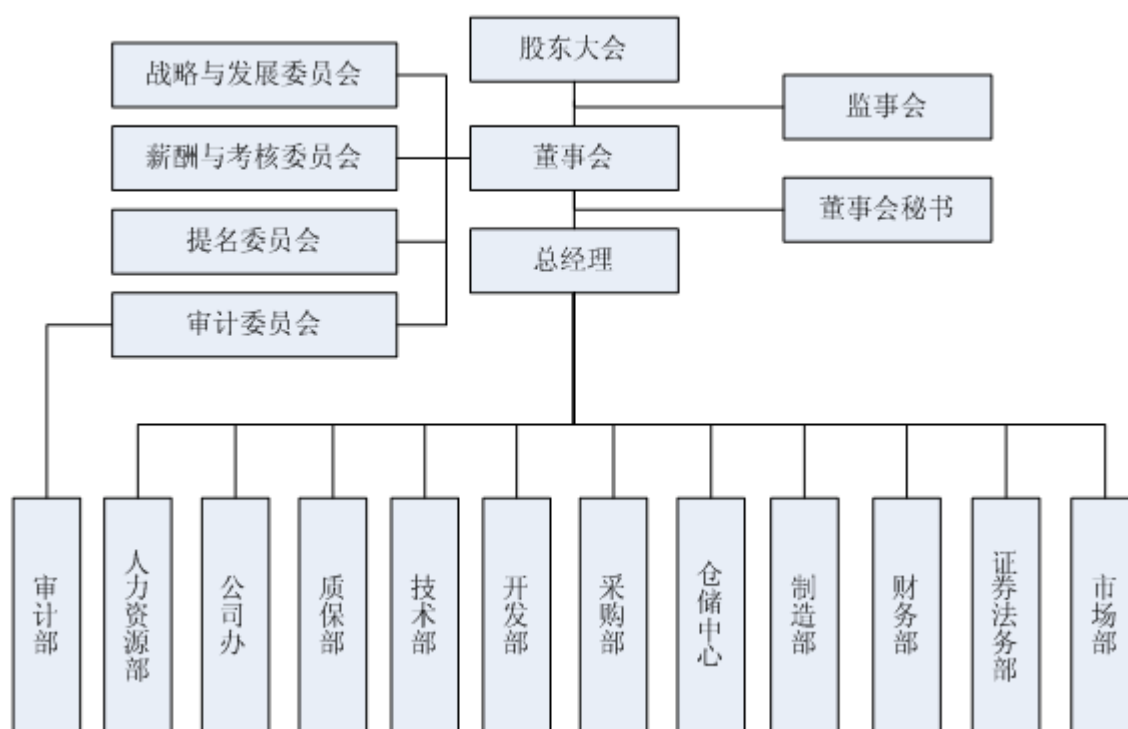 股东大会
战略与发展委员会
监事会
薪酬与考核委员会
董事会
董事会秘书
提名委员会
总经理
审计委员会
审计部
人力资源部
公司办
质保部
技术部
开发部
采购部
仓储中心
制造部
财务部
证券法务部
市场部